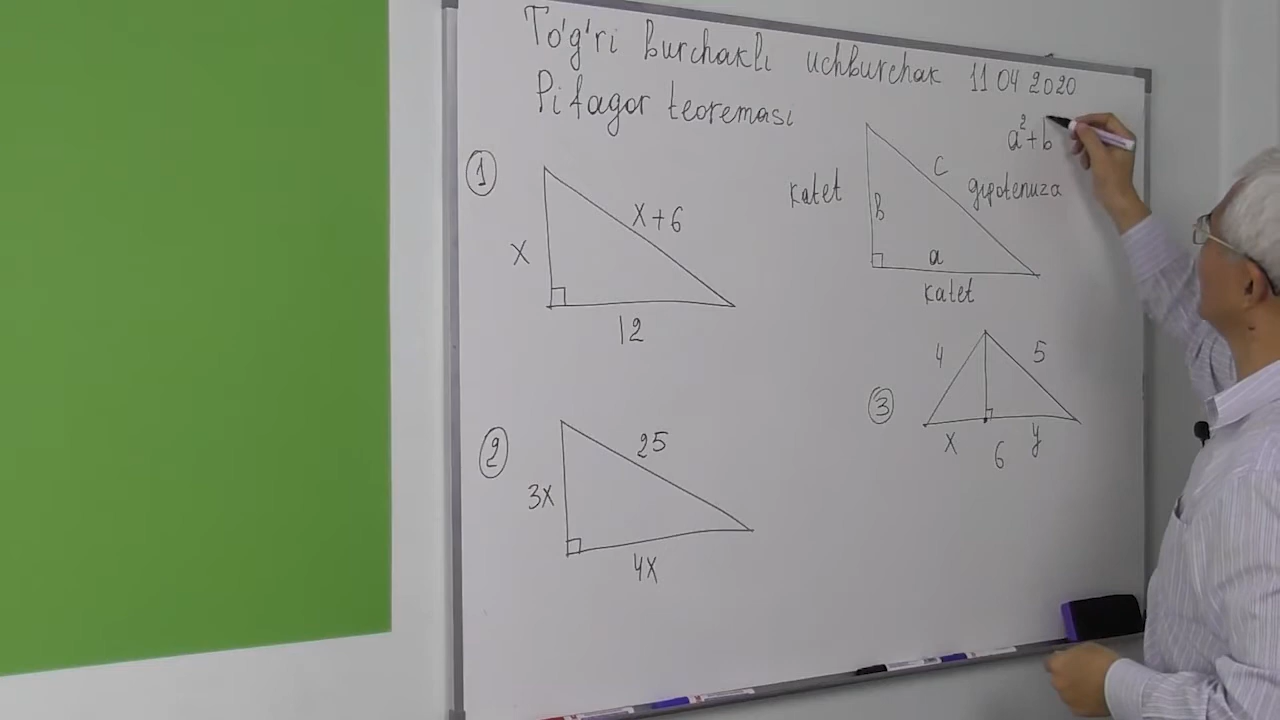 To'g'ri burchakli uchburchak 11 04 2020
Pifagor teoremasi
a²+b
katet
b
c
gipotenuza
a
katet
1
x
x+6
12
2
3x
25
4x
3
4
5
x
6
y